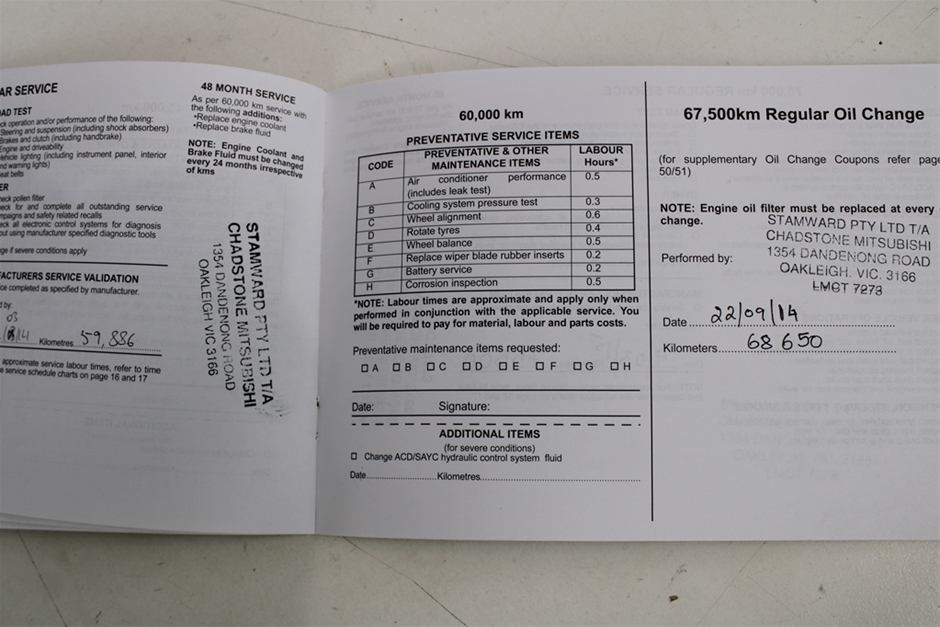 AR SERVICE
OAD TEST
ck operation and/or performance of the following:
Steering and suspension (including shock absorbers)
Brakes and clutch (including handbrake)
Engine and driveability
Vehicle lighting (including instrument panel, interior
nd warning lights)
eat belts
ER
heck pollen filter
eck for and complete all outstanding service
mpaigns and safety related recalls
eck all electronic control systems for diagnosis
out using manufacturer specified diagnostic tools
ge if severe conditions apply
FACTURERS SERVICE VALIDATION
ice completed as specified by manufacturer.
d by:
03
Kilometres 59,886
approximate service labour times, refer to time
e service schedule charts on page 16 and 17
48 MONTH SERVICE
As per 60,000 km service with
the following additions:
•Replace engine coolant
•Replace brake fluid
NOTE: Engine Coolant and
Brake Fluid must be changed
every 24 months irrespective
of kms
STAMWARD PTY LTD T/A
CHADSTONE MITSUBISHI
1354 DANDENONG ROAD
OAKLEIGH VIC 3166
60,000 km
PREVENTATIVE SERVICE ITEMS
CODE PREVENTATIVE & OTHER MAINTENANCE ITEMS LABOUR Hours*
A Air conditioner performance (includes leak test) 0.5
B Cooling system pressure test 0.3
C Wheel alignment 0.6
D Rotate tyres 0.4
E Wheel balance 0.5
F Replace wiper blade rubber inserts 0.2
G Battery service 0.2
H Corrosion inspection 0.5
*NOTE: Labour times are approximate and apply only when
performed in conjunction with the applicable service. You
will be required to pay for material, labour and parts costs.
Preventative maintenance items requested:
☐ A ☐ B ☐ C ☐ D ☐ E ☐ F ☐ G ☐ H
Date: Signature:
ADDITIONAL ITEMS
(for severe conditions)
☐ Change ACD/SAYC hydraulic control system fluid
Date..................Kilometres..................
67,500km Regular Oil Change
(for supplementary Oil Change Coupons refer page
50/51)
NOTE: Engine oil filter must be replaced at every
change.
STAMWARD PTY LTD T/A
CHADSTONE MITSUBISHI
Performed by: 1354 DANDENONG ROAD
OAKLEIGH. VIC. 3166
LMCT 7273
Date 22/09/14
Kilometers 68 650